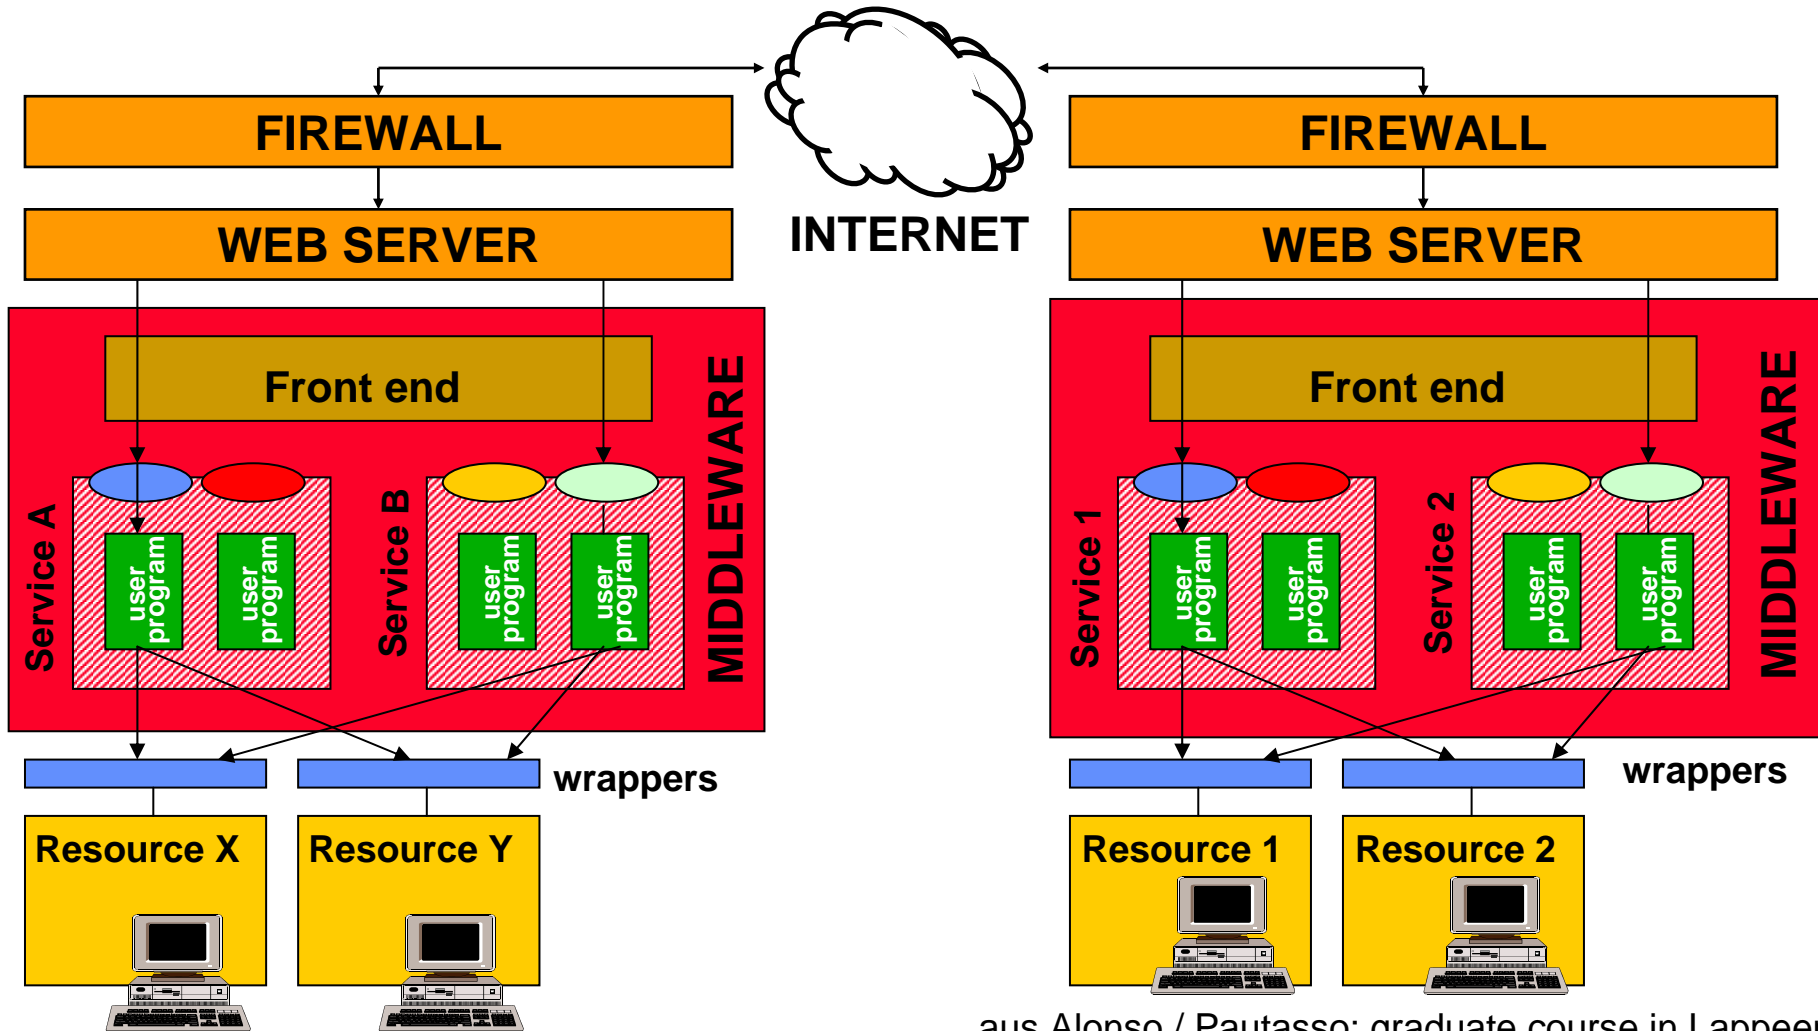 FIREWALL
WEB SERVER
Front end
MIDDLEWARE
Service A
user
program
user
program
Service B
user
program
user
program
wrappers
Resource X
Resource Y
INTERNET
FIREWALL
WEB SERVER
Front end
MIDDLEWARE
Service 1
user
program
user
program
Service 2
user
program
user
program
wrappers
Resource 1
Resource 2
aus Alonso / Pautasso: graduate course in